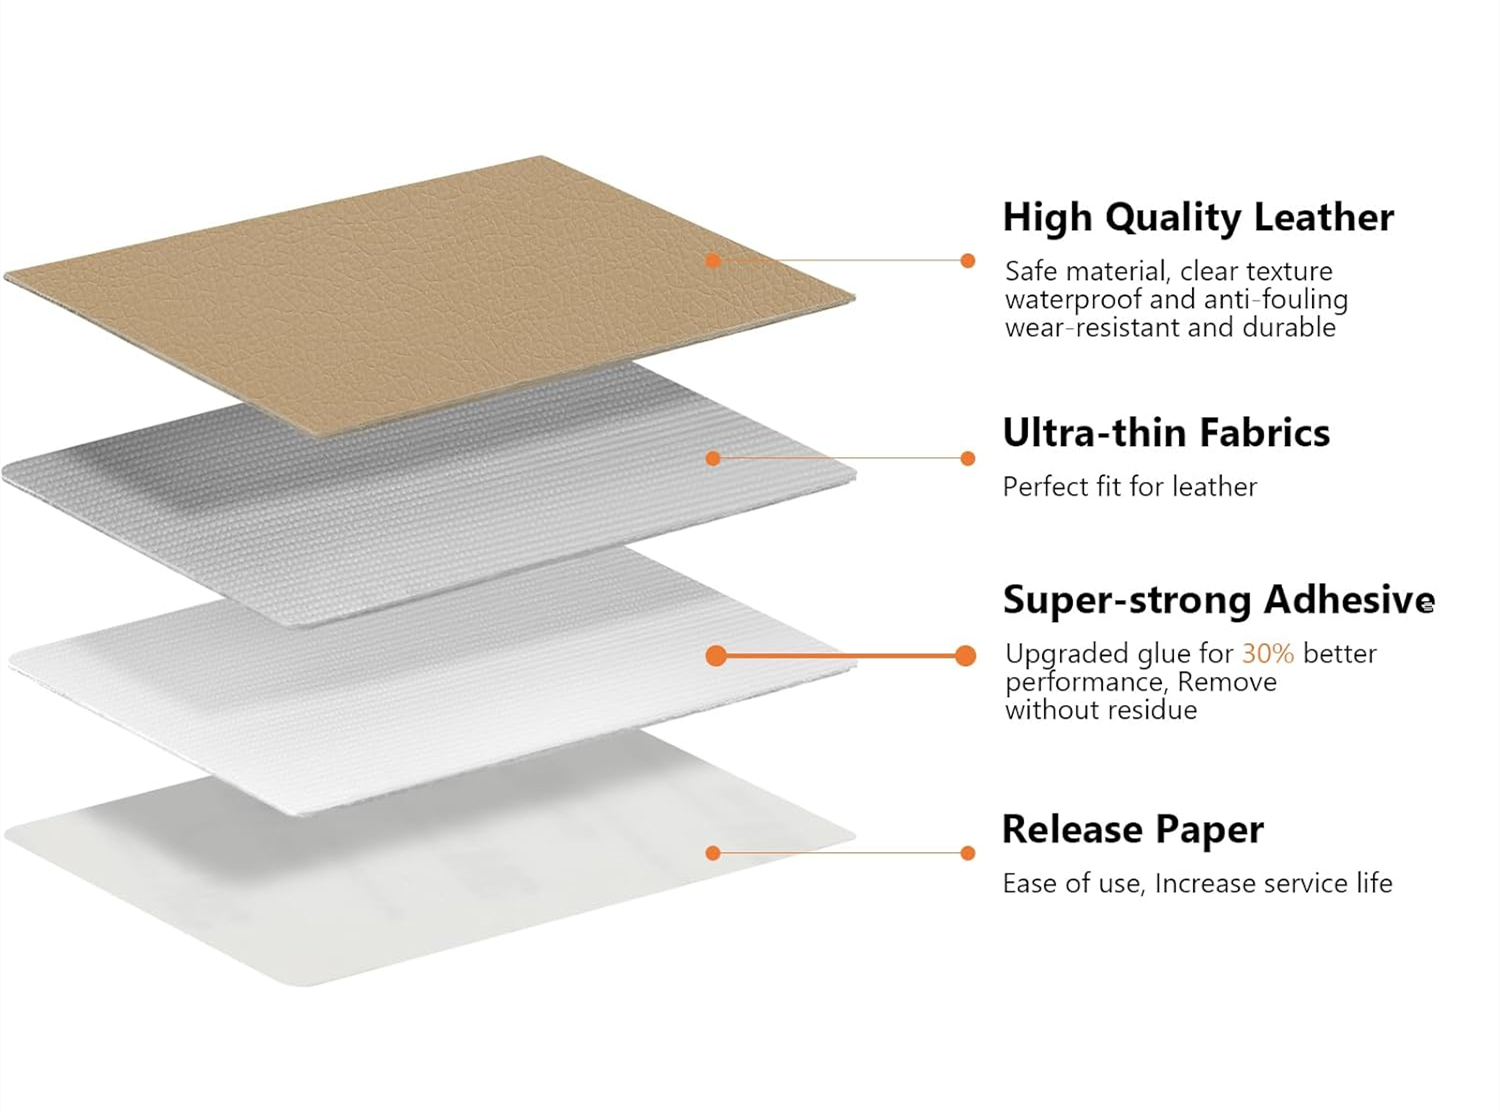 High Quality Leather
Safe material, clear texture
waterproof and anti-fouling
wear-resistant and durable
Ultra-thin Fabrics
Perfect fit for leather
Super-strong Adhesive
Upgraded glue for 30% better
performance, Remove
without residue
Release Paper
Ease of use, Increase service life